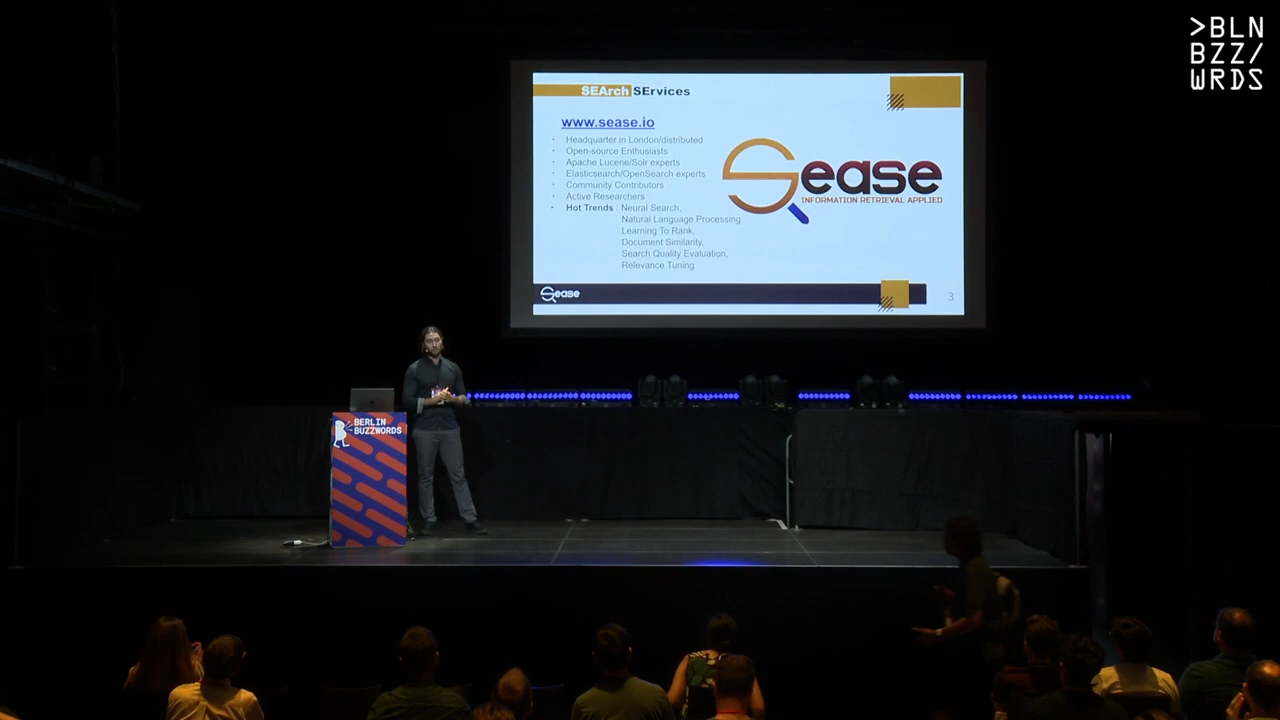 >BLN
BZZ/
WRDS
SEArch SErvices
www.sease.io
· Headquarter in London/distributed
· Open-source Enthusiasts
· Apache Lucene/Solr experts
· Elasticsearch/OpenSearch experts
· Community Contributors
· Active Researchers
· Hot Trends : Neural Search,
Natural Language Processing
Learning To Rank,
Document Similarity,
Search Quality Evaluation,
Relevance Tuning
Sease
INFORMATION RETRIEVAL APPLIED
Sease
3
BERLIN
BUZZWORDS